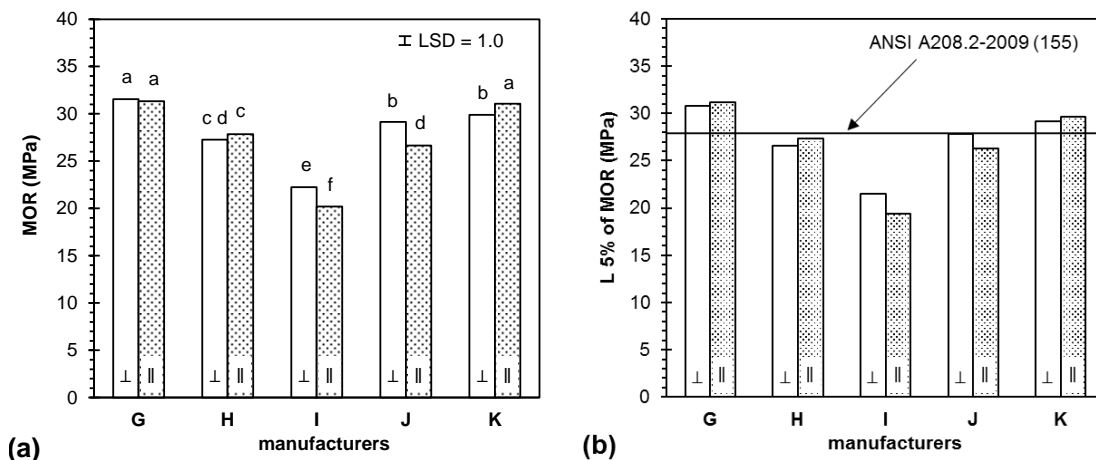 40
35
30
25
20
15
10
5
0
MOR (MPa)
LSD = 1.0
a a
c d c
e f
b d
b a
⊥ ∥ ⊥ ∥ ⊥ ∥ ⊥ ∥ ⊥ ∥
G H I J K
manufacturers
(a)
40
35
30
25
20
15
10
5
0
L 5% of MOR (MPa)
ANSI A208.2-2009 (155)
⊥ ∥ ⊥ ∥ ⊥ ∥ ⊥ ∥ ⊥ ∥
G H I J K
manufacturers
(b)